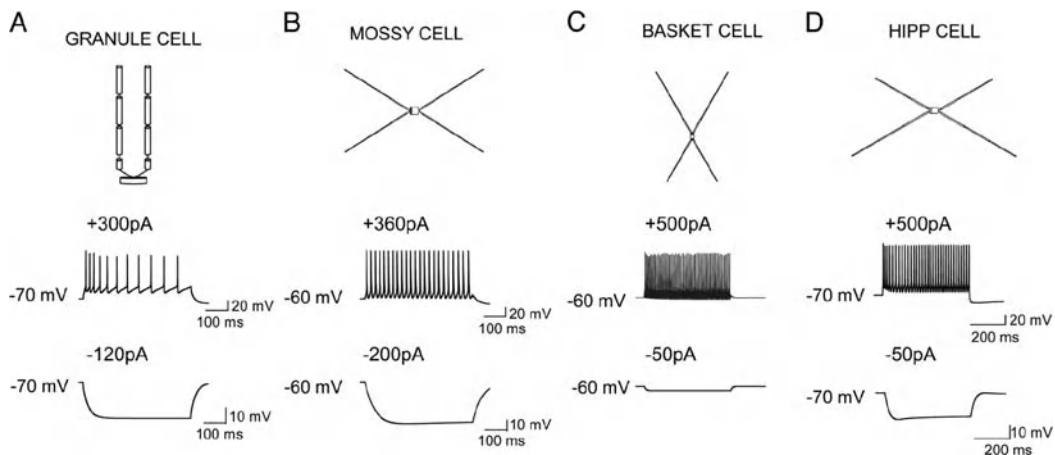 A
GRANULE CELL
+300pA
-70 mV
20 mV
100 ms
-120pA
-70 mV
10 mV
100 ms
B
MOSSY CELL
+360pA
-60 mV
20 mV
100 ms
-200pA
-60 mV
10 mV
100 ms
C
BASKET CELL
+500pA
-60 mV
-50pA
-60 mV
D
HIPP CELL
+500pA
-70 mV
20 mV
200 ms
-50pA
-70 mV
10 mV
200 ms